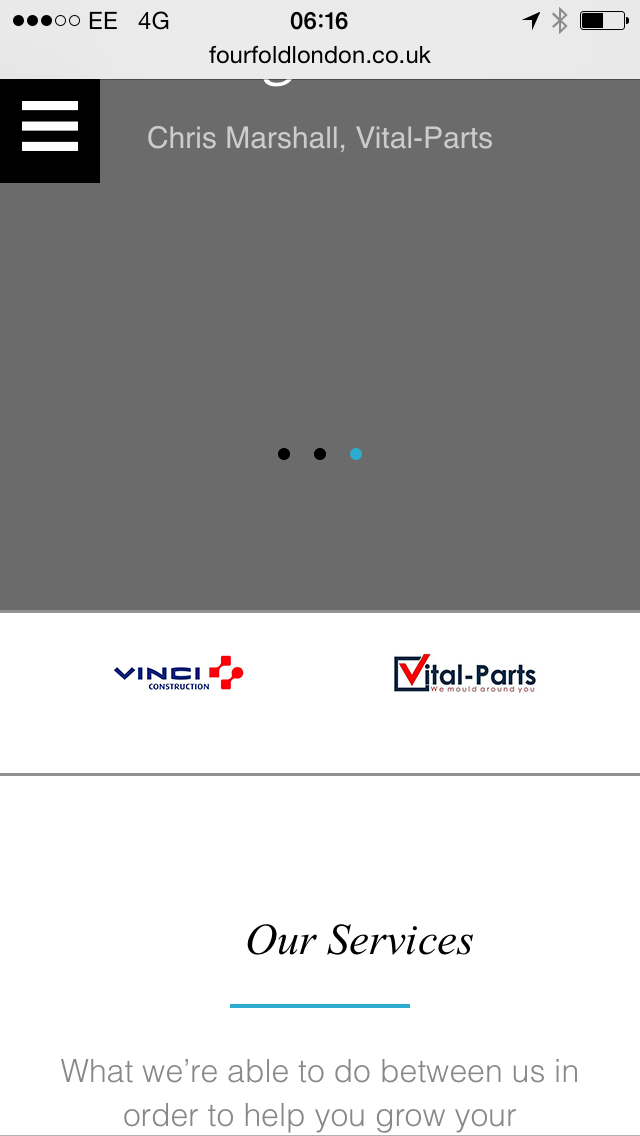 EE 4G 06:16
fourfoldlondon.co.uk
Chris Marshall, Vital-Parts
VINCI
CONSTRUCTION
Vital-Parts
We mould around you
Our Services
What we’re able to do between us in
order to help you grow your